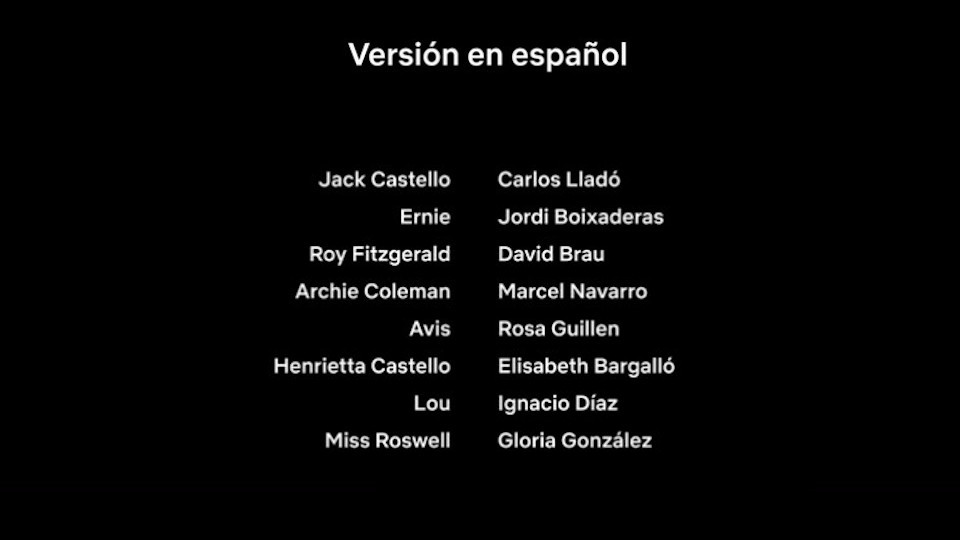 Versión en español
Jack Castello Carlos Lladó
Ernie Jordi Boixaderas
Roy Fitzgerald David Brau
Archie Coleman Marcel Navarro
Avis Rosa Guillen
Henrietta Castello Elisabeth Bargalló
Lou Ignacio Díaz
Miss Roswell Gloria González